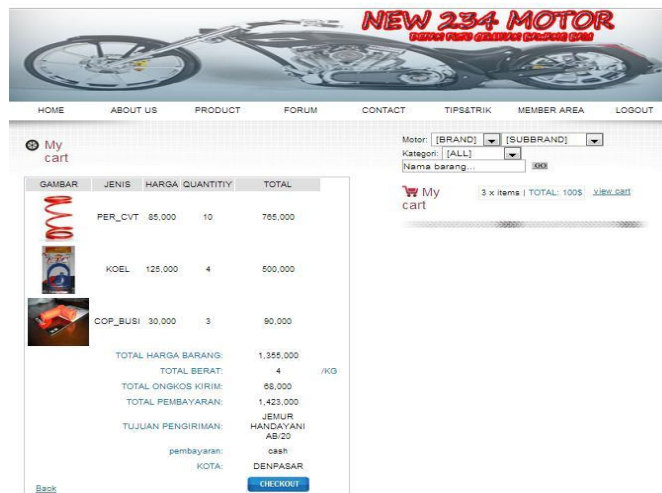 NEW 234 MOTOR
HOME ABOUT US PRODUCT FORUM CONTACT TIPS&TRIK MEMBER AREA LOGOUT
My
cart
GAMBAR JENIS HARGA QUANTITIY TOTAL
PER_CVT 85,000 10 765,000
KOEL 125,000 4 500,000
COP_BUSI 30,000 3 90,000
TOTAL HARGA BARANG: 1,355,000
TOTAL BERAT: 4 /KG
TOTAL ONGKOS KIRIM: 68,000
TOTAL PEMBAYARAN: 1,423,000
TUJUAN PENGIRIMAN: JEMUR
HANDAYANI
AB/20
pembayaran: cash
KOTA: DENPASAR
Back CHECKOUT
Motor: [BRAND] [SUBBRAND]
Kategori: [ALL]
Nama barang... GO
My
cart
3 x items | TOTAL: 100$ view cart